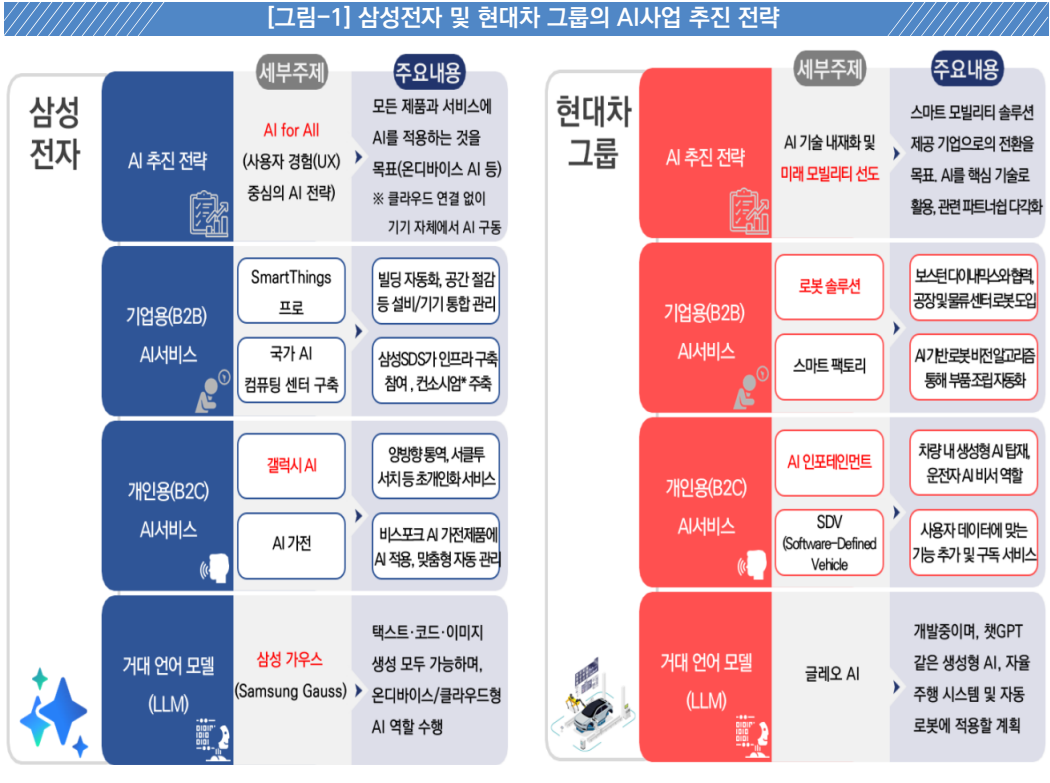 [그림-1] 삼성전자 및 현대차 그룹의 AI사업 추진 전략
삼성
전자
세부주제
주요내용
AI 추진 전략
AI for All
(사용자 경험(UX)
중심의 AI 전략)
모든 제품과 서비스에
AI를 적용하는 것을
목표(온디바이스 AI 등)
※ 클라우드 연결 없이
기기 자체에서 AI 구동
기업용(B2B)
AI서비스
SmartThings
프로
빌딩 자동화, 공간 절감
등 설비/기기 통합 관리
국가 AI
컴퓨팅 센터 구축
삼성SDS가 인프라 구축
참여 , 컨소시엄* 주축
개인용(B2C)
AI서비스
갤럭시 AI
양방향 통역, 서클투
서치 등 초개인화 서비스
AI 가전
비스포크 AI 가전제품에
AI 적용, 맞춤형 자동 관리
거대 언어 모델
(LLM)
삼성 가우스
(Samsung Gauss)
택스트·코드·이미지
생성 모두 가능하며,
온디바이스/클라우드형
AI 역할 수행
현대차
그룹
세부주제
주요내용
AI 추진 전략
AI 기술 내재화 및
미래 모빌리티 선도
스마트 모빌리티 솔루션
제공 기업으로의 전환을
목표. AI를 핵심 기술로
활용, 관련 파트너쉽 다각화
기업용(B2B)
AI서비스
로봇 솔루션
보스턴 다이내믹스와 협력,
공장 및 물류 센터 로봇 도입
스마트 팩토리
AI 기반 로봇 비전 알고리즘
통해 부품 조립 자동화
개인용(B2C)
AI서비스
AI 인포테인먼트
차량 내 생성형 AI 탑재,
운전자 AI 비서 역할
SDV
(Software-Defined
Vehicle
사용자 데이터에 맞는
기능 추가 및 구독 서비스
거대 언어 모델
(LLM)
글레오 AI
개발중이며, 챗GPT
같은 생성형 AI, 자율
주행 시스템 및 자동
로봇에 적용할 계획